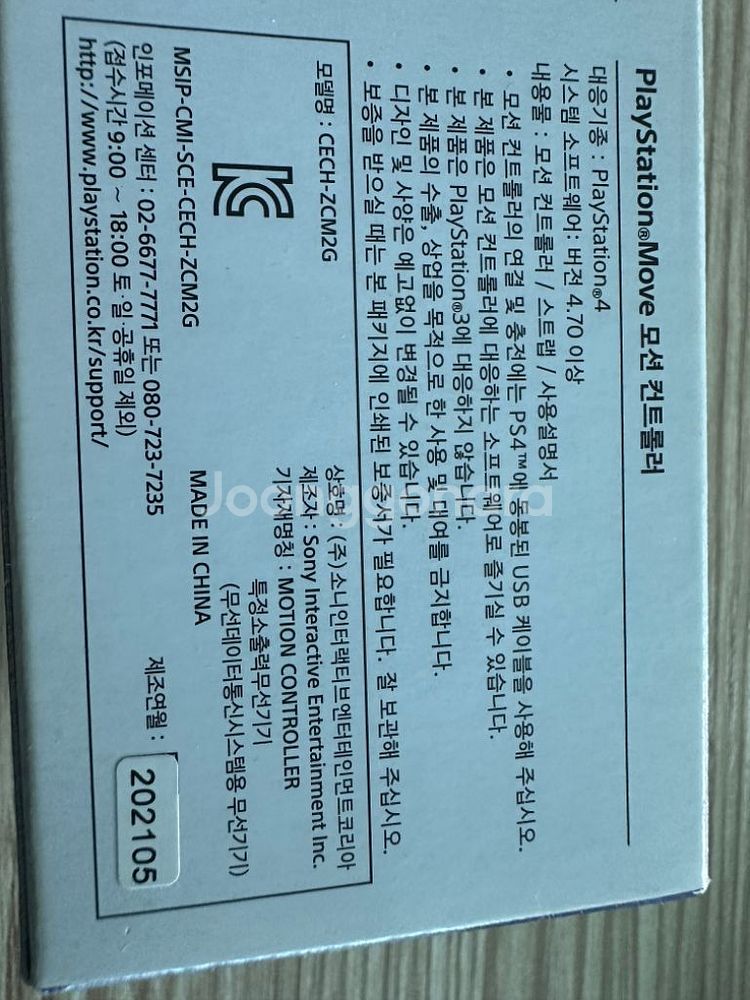 PlayStation®Move 모션 컨트롤러
대응기종 : PlayStation®4
시스템 소프트웨어: 버전 4.70 이상
내용물 : 모션 컨트롤러 / 스트랩 / 사용설명서
• 모션 컨트롤러의 연결 및 충전에는 PS4™에 동봉된 USB 케이블을 사용해 주십시오.
• 본 제품은 모션 컨트롤러에 대응하는 소프트웨어로 즐기실 수 있습니다.
• 본 제품은 PlayStation®3에 대응하지 않습니다.
• 본 제품의 수출, 상업을 목적으로 한 사용 및 대여를 금지합니다.
• 디자인 및 사양은 예고없이 변경될 수 있습니다.
• 보증을 받으실 때는 본 패키지에 인쇄된 보증서가 필요합니다. 잘 보관해 주십시오.
모델명 : CECH-ZCM2G
MSIP-CMI-SCE-CECH-ZCM2G
인포메이션 센터 : 02-6677-7771 또는 080-723-7235
(접수시간 9:00 ~ 18:00 토·일·공휴일 제외)
http://www.playstation.co.kr/support/
상호명 : (주)소니인터랙티브엔터테인먼트코리아
제조자 : Sony Interactive Entertainment Inc.
기자재명칭 : MOTION CONTROLLER
특정소출력무선기기
(무선데이터통신시스템용 무선기기)
MADE IN CHINA
제조연월 :
202105
Joonggonara